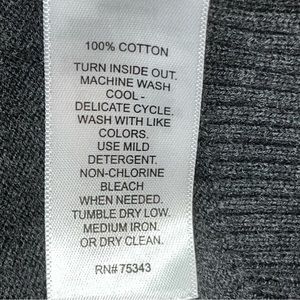 100% COTTON
TURN INSIDE OUT.
MACHINE WASH
COOL -
DELICATE CYCLE.
WASH WITH LIKE
COLORS.
USE MILD
DETERGENT.
NON-CHLORINE
BLEACH
WHEN NEEDED.
TUMBLE DRY LOW.
MEDIUM IRON.
OR DRY CLEAN.
RN# 75343